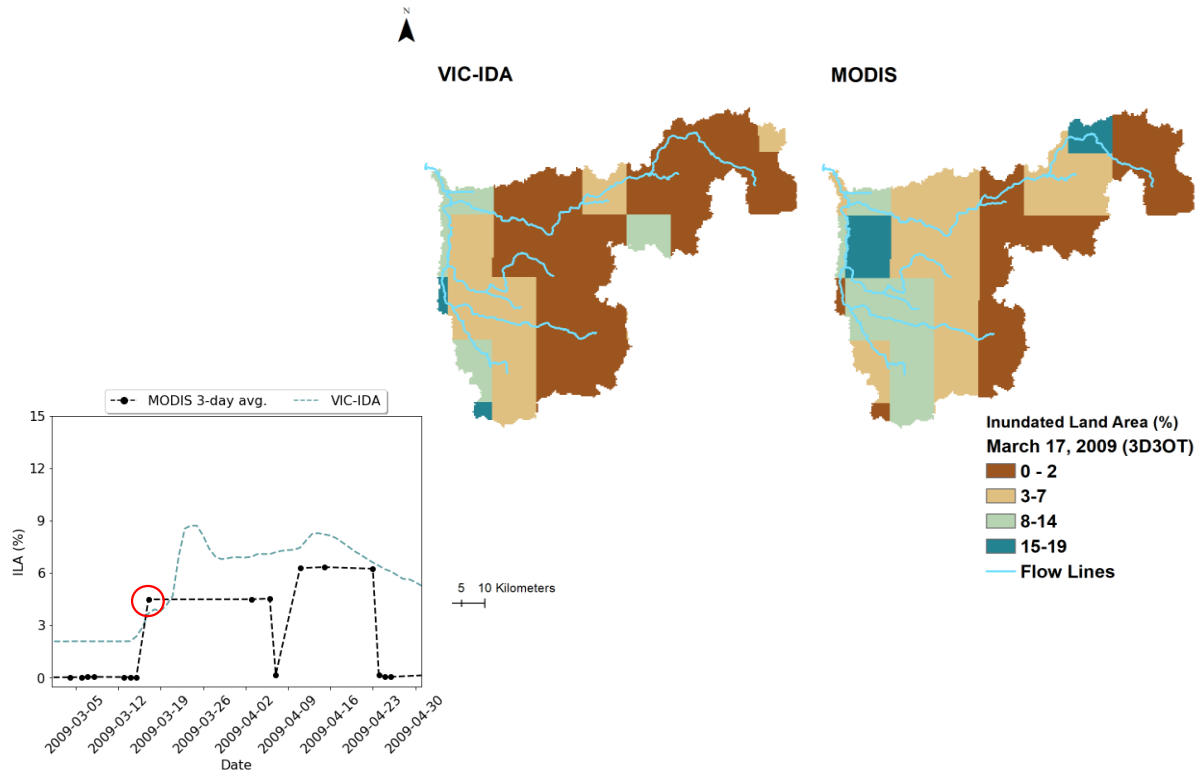 N
VIC-IDA
MODIS
MODIS 3-day avg.
VIC-IDA
15
12
9
6
3
0
ILA (%)
2009-03-05
2009-03-12
2009-03-19
2009-03-26
2009-04-02
2009-04-09
2009-04-16
2009-04-23
2009-04-30
Date
5 10 Kilometers
Inundated Land Area (%)
March 17, 2009 (3D3OT)
0 - 2
3-7
8-14
15-19
Flow Lines